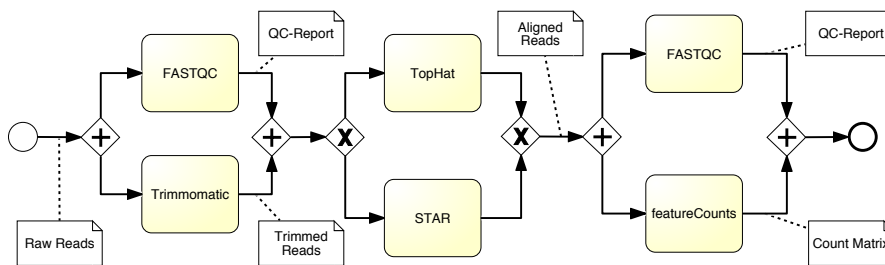 QC-Report
FASTQC
Trimmomatic
Raw Reads
Trimmed
Reads
TopHat
STAR
Aligned
Reads
FASTQC
QC-Report
featureCounts
Count Matrix